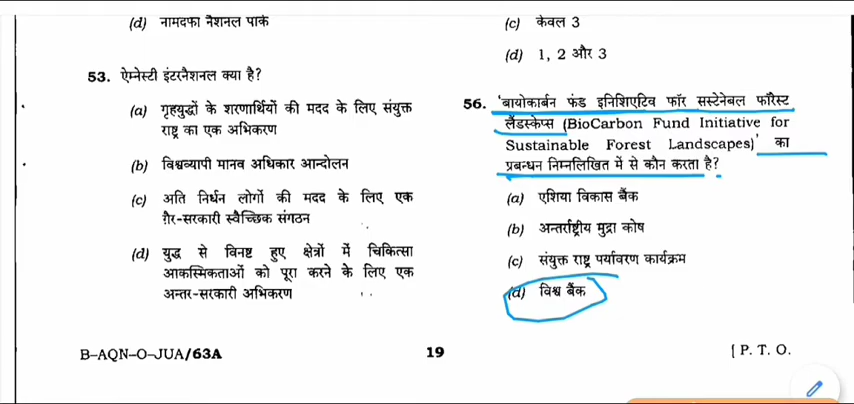 (d) नामदफा नैशनल पार्क
53. ऐम्नेस्टी इंटरनैशनल क्या है?
(a) गृहयुद्धों के शरणार्थियों की मदद के लिए संयुक्त
राष्ट्र का एक अभिकरण
(b) विश्वव्यापी मानव अधिकार आन्दोलन
(c) अति निर्धन लोगों की मदद के लिए एक
ग़ैर-सरकारी स्वैच्छिक संगठन
(d) युद्ध से विनष्ट हुए क्षेत्रों में चिकित्सा
आकस्मिकताओं को पूरा करने के लिए एक
अन्तर-सरकारी अभिकरण
(c) केवल 3
(d) 1, 2 और 3
56. 'बायोकार्बन फंड इनिशिएटिव फॉर सस्टेनेबल फॉरेस्ट
लैंडस्केप्स (BioCarbon Fund Initiative for
Sustainable Forest Landscapes)' का
प्रबन्धन निम्नलिखित में से कौन करता है?
(a) एशिया विकास बैंक
(b) अन्तर्राष्ट्रीय मुद्रा कोष
(c) संयुक्त राष्ट्र पर्यावरण कार्यक्रम
(d) विश्व बैंक
B-AQN-O-JUA/63A
19
[ P. T. O.